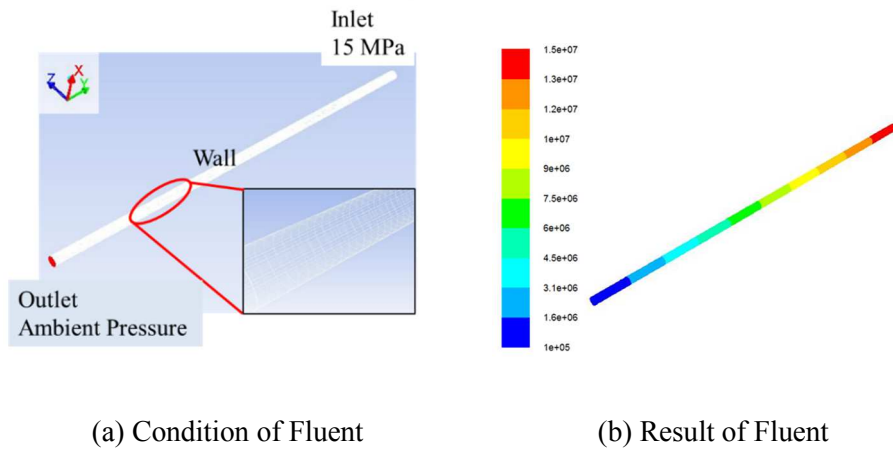 Inlet
15 MPa
Z
X
Y
Wall
Outlet
Ambient Pressure
1.5e+07
1.3e+07
1.2e+07
1e+07
9e+06
7.5e+06
6e+06
4.5e+06
3.1e+06
1.6e+06
1e+05
(a) Condition of Fluent
(b) Result of Fluent